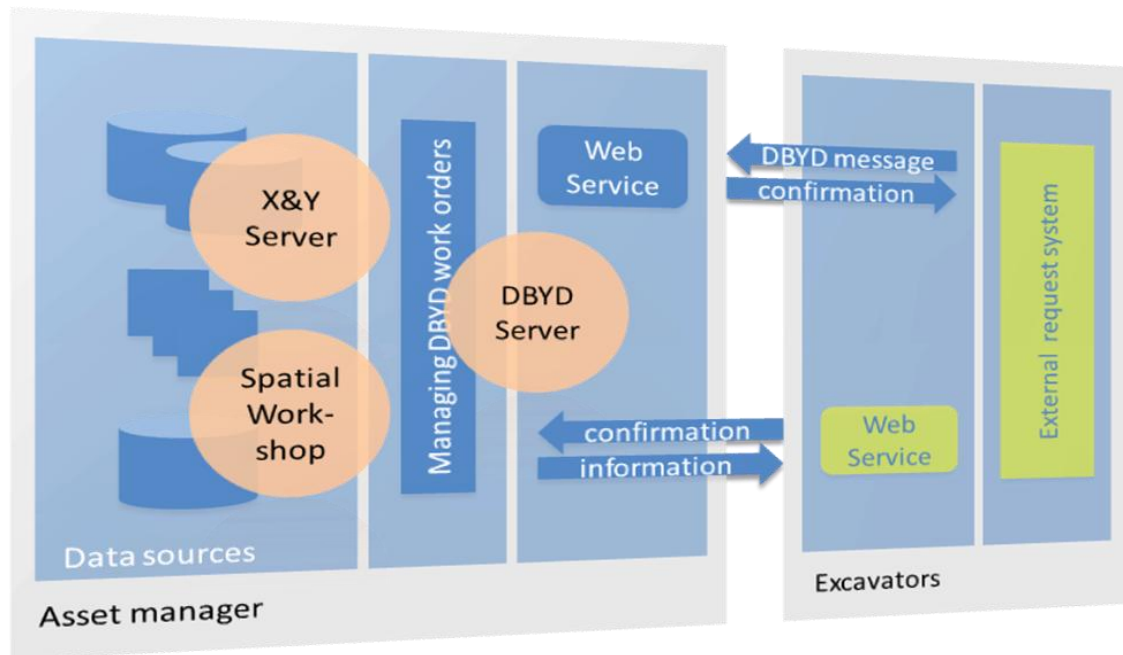 X&Y
Server
Spatial
Work-
shop
Data sources
Managing DBYD work orders
Web
Service
DBYD
Server
DBYD message
confirmation
confirmation
information
Web
Service
External request system
Asset manager
Excavators